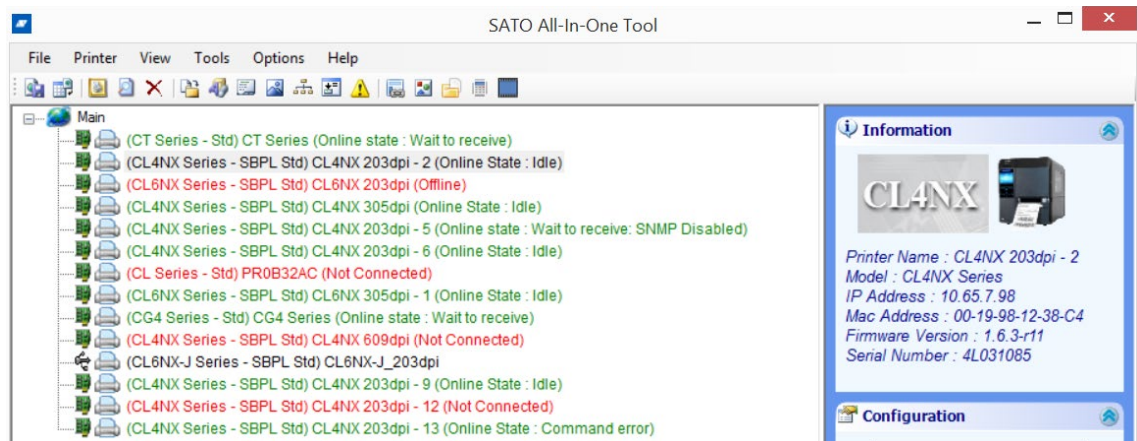 SATO All-In-One Tool
File Printer View Tools Options Help
Main
(CT Series - Std) CT Series (Online state : Wait to receive)
(CL4NX Series - SBPL Std) CL4NX 203dpi - 2 (Online State : Idle)
(CL6NX Series - SBPL Std) CL6NX 203dpi (Offline)
(CL4NX Series - SBPL Std) CL4NX 305dpi (Online State : Idle)
(CL4NX Series - SBPL Std) CL4NX 203dpi - 5 (Online state : Wait to receive: SNMP Disabled)
(CL4NX Series - SBPL Std) CL4NX 203dpi - 6 (Online State : Idle)
(CL Series - Std) PR0B32AC (Not Connected)
(CL6NX Series - SBPL Std) CL6NX 305dpi - 1 (Online State : Idle)
(CG4 Series - Std) CG4 Series (Online state : Wait to receive)
(CL4NX Series - SBPL Std) CL4NX 609dpi (Not Connected)
(CL6NX-J Series - SBPL Std) CL6NX-J_203dpi
(CL4NX Series - SBPL Std) CL4NX 203dpi - 9 (Online State : Idle)
(CL4NX Series - SBPL Std) CL4NX 203dpi - 12 (Not Connected)
(CL4NX Series - SBPL Std) CL4NX 203dpi - 13 (Online State : Command error)
Information
CL4NX
Printer Name : CL4NX 203dpi - 2
Model : CL4NX Series
IP Address : 10.65.7.98
Mac Address : 00-19-98-12-38-C4
Firmware Version : 1.6.3-r11
Serial Number : 4L031085
Configuration